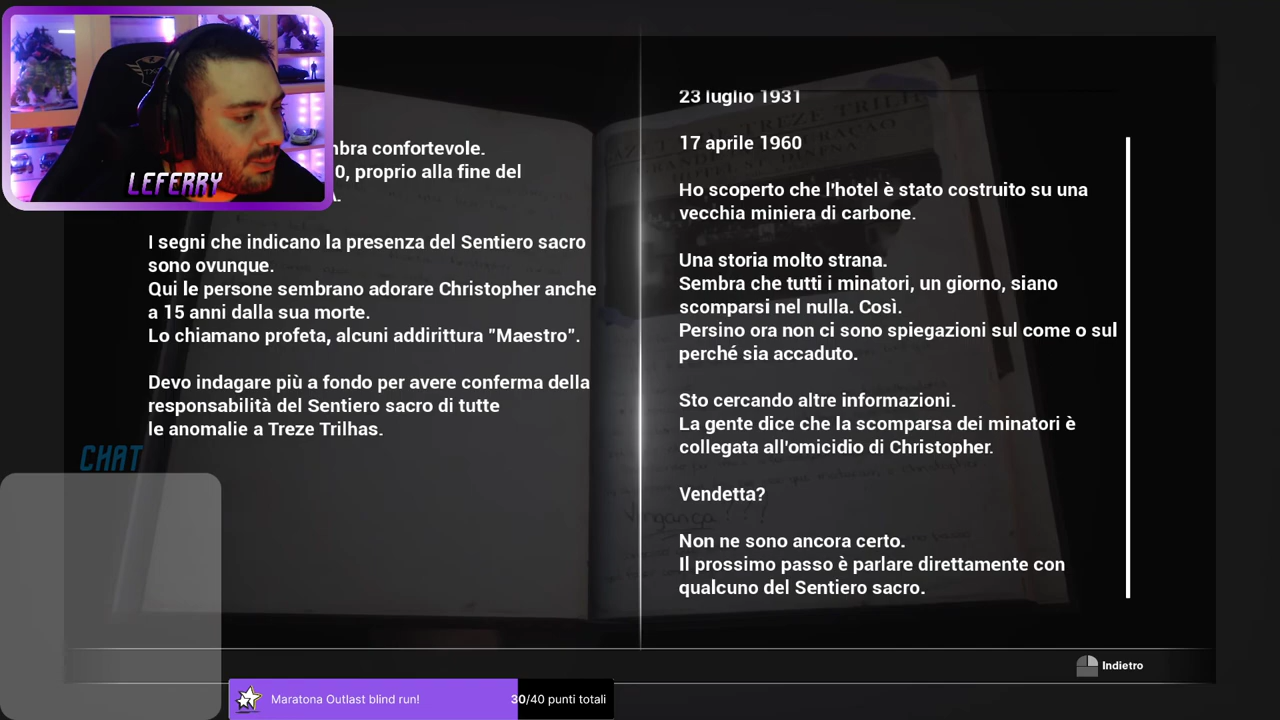 LEFERRY
mbra confortevole.
0, proprio alla fine del
I segni che indicano la presenza del Sentiero sacro
sono ovunque.
Qui le persone sembrano adorare Christopher anche
a 15 anni dalla sua morte.
Lo chiamano profeta, alcuni addirittura "Maestro".
Devo indagare più a fondo per avere conferma della
responsabilità del Sentiero sacro di tutte
le anomalie a Treze Trilhas.
CHAT
23 luglio 1931
17 aprile 1960
Ho scoperto che l'hotel è stato costruito su una
vecchia miniera di carbone.
Una storia molto strana.
Sembra che tutti i minatori, un giorno, siano
scomparsi nel nulla. Così.
Persino ora non ci sono spiegazioni sul come o sul
perché sia accaduto.
Sto cercando altre informazioni.
La gente dice che la scomparsa dei minatori è
collegata all'omicidio di Christopher.
Vendetta?
Vingança ???
Non ne sono ancora certo.
Il prossimo passo è parlare direttamente con
qualcuno del Sentiero sacro.
Indietro
Maratona Outlast blind run!
30/40 punti totali